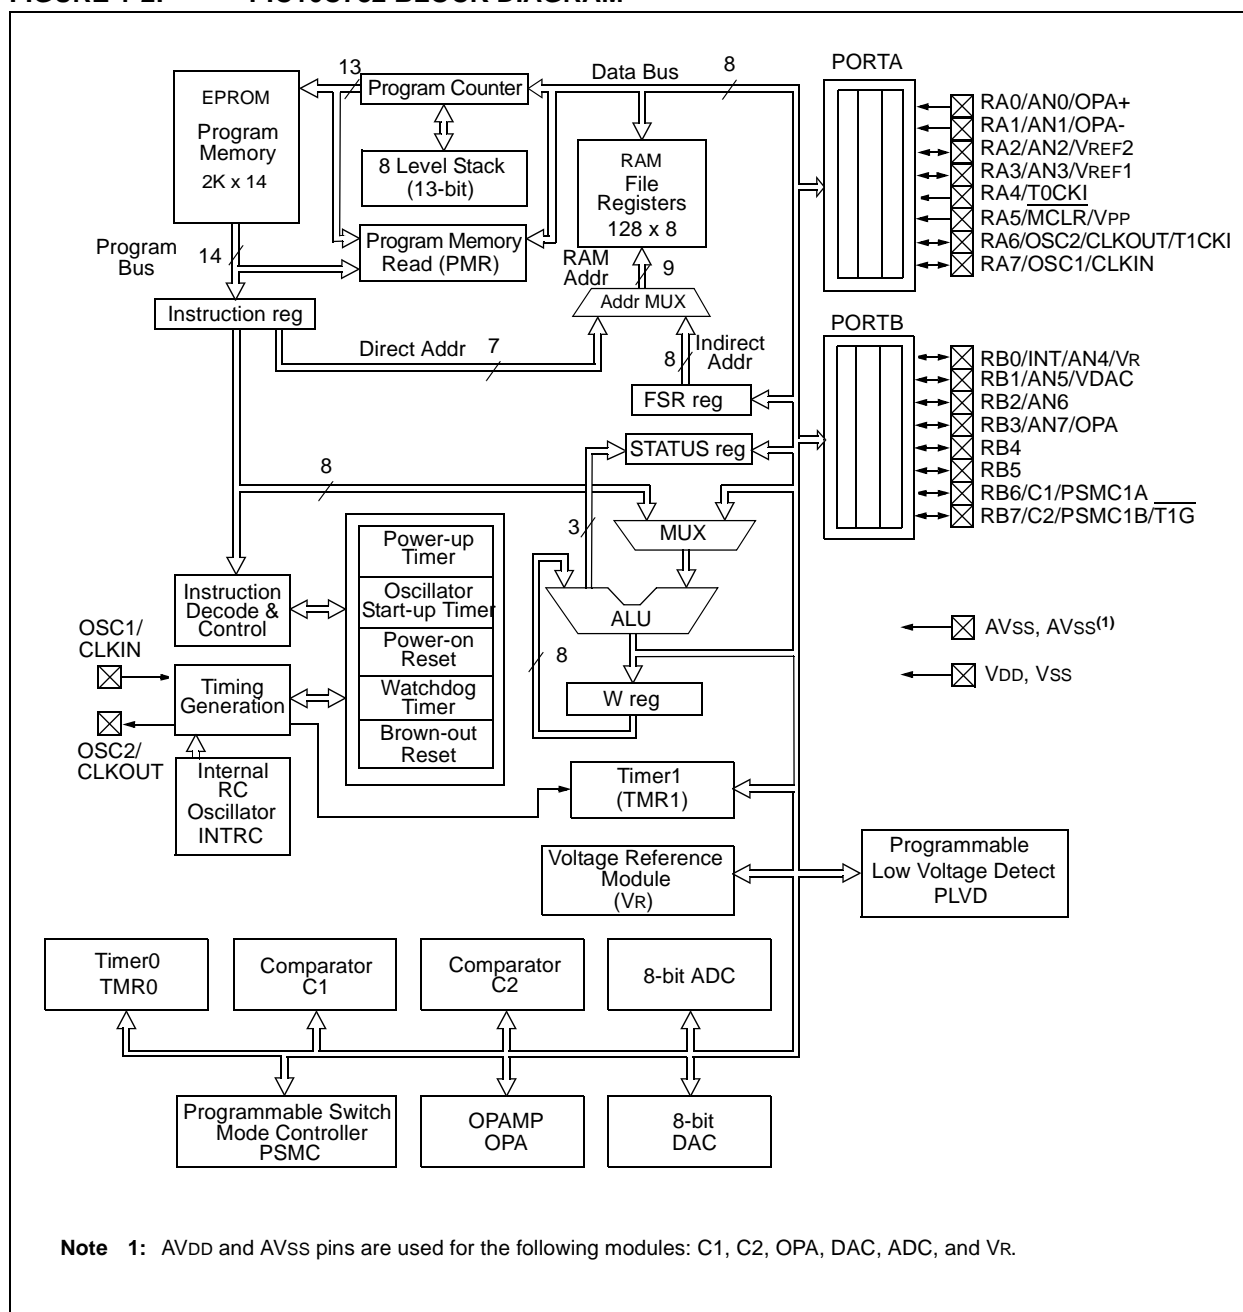 13
Data Bus
8
PORTA
EPROM
Program
Memory
2K x 14
Program Counter
8 Level Stack
(13-bit)
RAM
File
Registers
128 x 8
RA0/AN0/OPA+
RA1/AN1/OPA-
RA2/AN2/VREF2
RA3/AN3/VREF1
RA4/T0CKI
RA5/MCLR/VPP
RA6/OSC2/CLKOUT/T1CKI
RA7/OSC1/CLKIN
Program
Bus
14
Program Memory
Read (PMR)
RAM
Addr
9
Addr MUX
Instruction reg
Direct Addr
7
8
Indirect
Addr
FSR reg
PORTB
RB0/INT/AN4/VR
RB1/AN5/VDAC
RB2/AN6
RB3/AN7/OPA
RB4
RB5
RB6/C1/PSMC1A
RB7/C2/PSMC1B/T1G
STATUS reg
8
3
MUX
Power-up
Timer
Oscillator
Start-up Timer
Power-on
Reset
Watchdog
Timer
Brown-out
Reset
Instruction
Decode &
Control
ALU
8
W reg
AVSS, AVSS(1)
VDD, VSS
OSC1/
CLKIN
Timing
Generation
OSC2/
CLKOUT
Internal
RC
Oscillator
INTRC
Timer1
(TMR1)
Voltage Reference
Module
(VR)
Programmable
Low Voltage Detect
PLVD
Timer0
TMR0
Comparator
C1
Comparator
C2
8-bit ADC
Programmable Switch
Mode Controller
PSMC
OPAMP
OPA
8-bit
DAC
Note 1: AVDD and AVSS pins are used for the following modules: C1, C2, OPA, DAC, ADC, and VR.